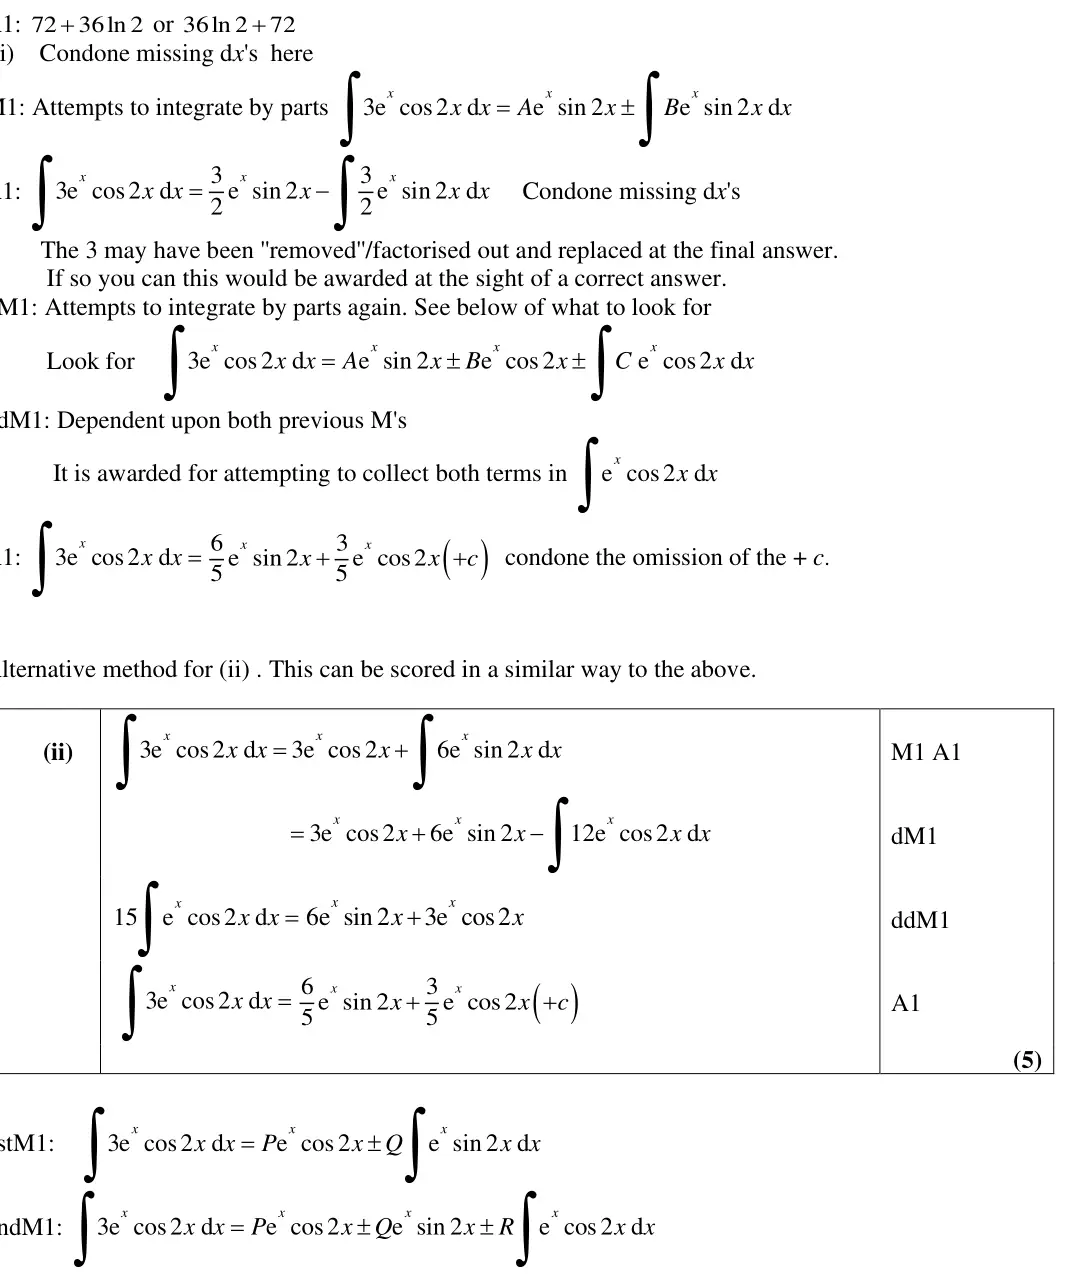 1: 72 + 36 ln 2 or 36 ln 2 + 72
i) Condone missing dx's here
M1: Attempts to integrate by parts ∫ 3eˣ cos 2x dx = Aeˣ sin 2x ± ∫ Beˣ sin 2x dx
1: ∫ 3eˣ cos 2x dx = 3/2 eˣ sin 2x − ∫ 3/2 eˣ sin 2x dx Condone missing dx's
The 3 may have been "removed"/factorised out and replaced at the final answer.
If so you can this would be awarded at the sight of a correct answer.
M1: Attempts to integrate by parts again. See below of what to look for
Look for ∫ 3eˣ cos 2x dx = Aeˣ sin 2x ± Beˣ cos 2x ± ∫ C eˣ cos 2x dx
dM1: Dependent upon both previous M's
It is awarded for attempting to collect both terms in ∫ eˣ cos 2x dx
1: ∫ 3eˣ cos 2x dx = 6/5 eˣ sin 2x + 3/5 eˣ cos 2x (+c) condone the omission of the + c.
lternative method for (ii) . This can be scored in a similar way to the above.
(ii) ∫ 3eˣ cos 2x dx = 3eˣ cos 2x + ∫ 6eˣ sin 2x dx M1 A1
= 3eˣ cos 2x + 6eˣ sin 2x − ∫ 12eˣ cos 2x dx dM1
15 ∫ eˣ cos 2x dx = 6eˣ sin 2x + 3eˣ cos 2x ddM1
∫ 3eˣ cos 2x dx = 6/5 eˣ sin 2x + 3/5 eˣ cos 2x (+c) A1
(5)
stM1: ∫ 3eˣ cos 2x dx = Peˣ cos 2x ± Q ∫ eˣ sin 2x dx
ndM1: ∫ 3eˣ cos 2x dx = Peˣ cos 2x ± Qeˣ sin 2x ± R ∫ eˣ cos 2x dx